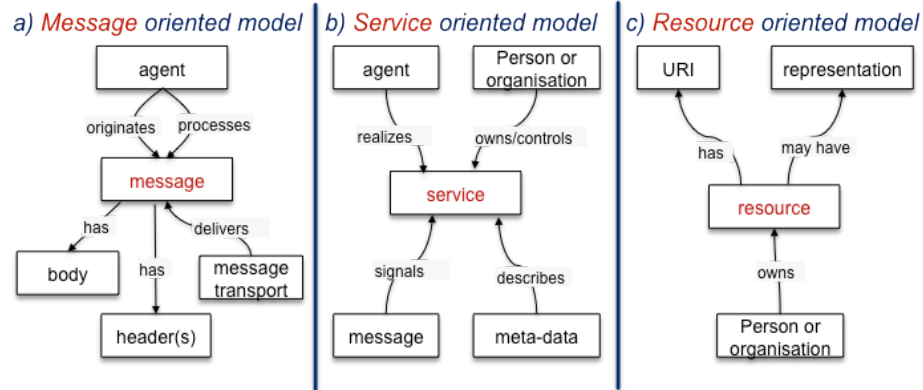 a) Message oriented model
agent
originates
processes
message
has
delivers
body
has
message
transport
header(s)
b) Service oriented model
agent
Person or
organisation
realizes
owns/controls
service
signals
describes
message
meta-data
c) Resource oriented model
URI
representation
has
may have
resource
owns
Person or
organisation